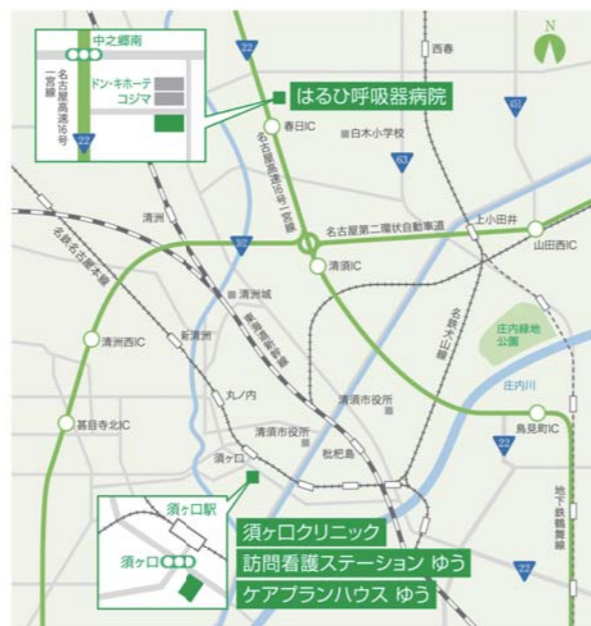 中之郷南
N
22
西春
名古屋高速16号
一宮線
ドン・キホーテ
コジマ
22
はるひ呼吸器病院
451
春日IC
白木小学校
63
名古屋高速16号一宮線
清洲
名鉄名古屋本線
302
名古屋第二環状自動車道
上小田井
山田西IC
清須IC
清洲城
東海道新幹線
名鉄犬山線
庄内緑地
公園
新清洲
清洲西IC
庄内川
丸ノ内
清須市役所
甚目寺北IC
清須市役所
鳥見町IC
須ヶ口
枇杷島
22
地下鉄鶴舞線
須ヶ口駅
須ヶ口
須ヶ口クリニック
訪問看護ステーション ゆう
ケアプランハウス ゆう
22